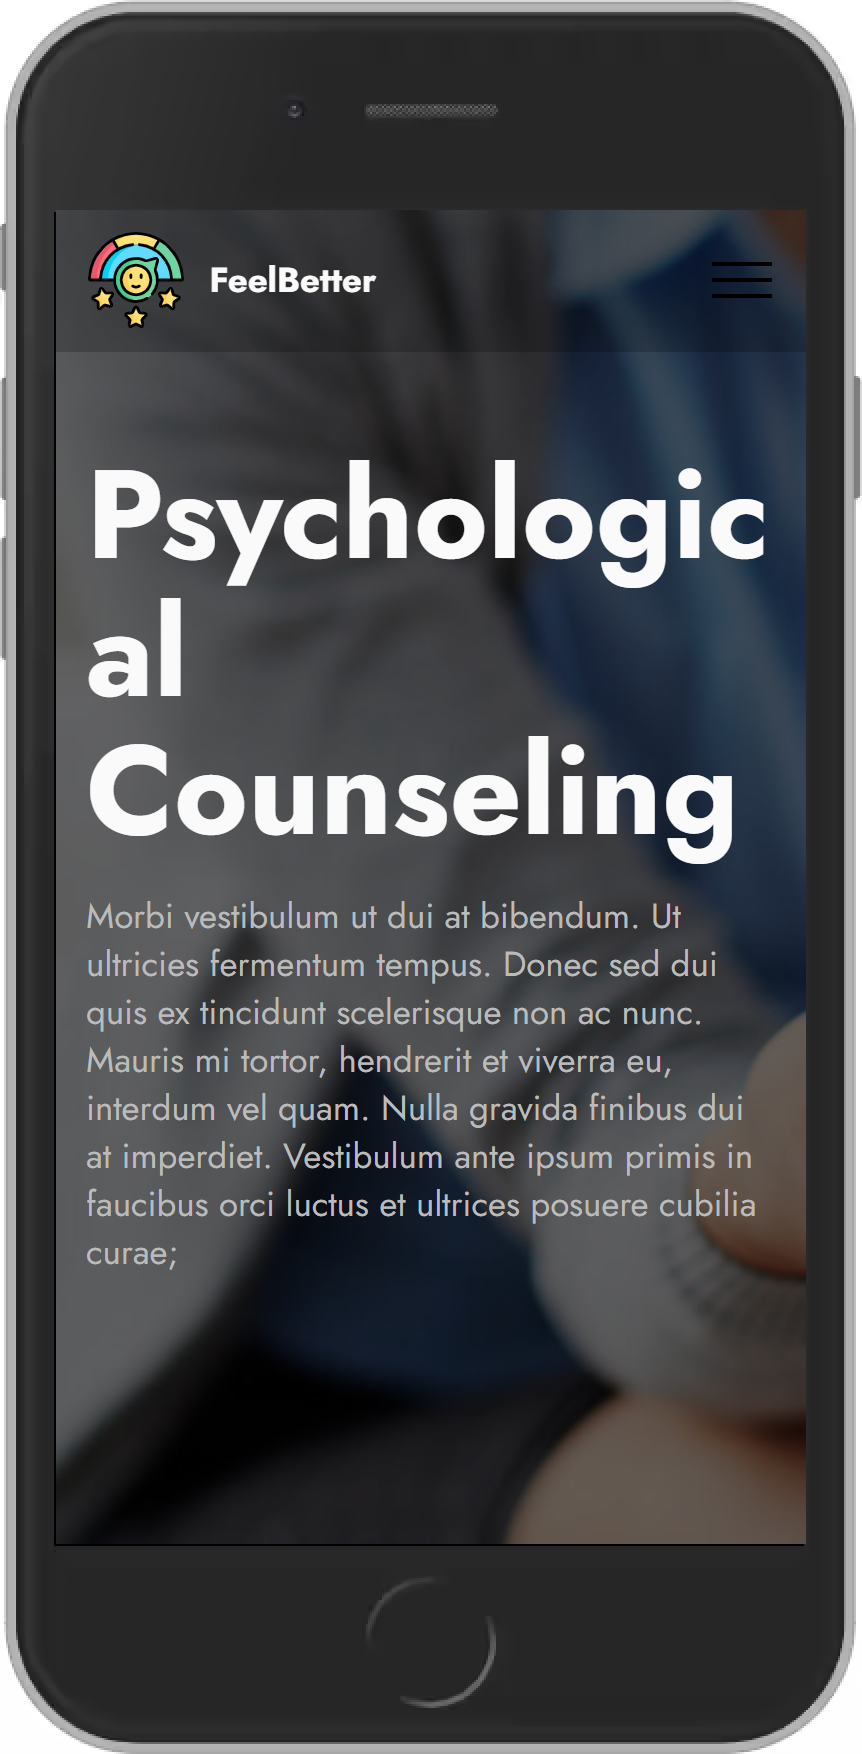 FeelBetter
Psychologic
al
Counseling
Morbi vestibulum ut dui at bibendum. Ut
ultricies fermentum tempus. Donec sed dui
quis ex tincidunt scelerisque non ac nunc.
Mauris mi tortor, hendrerit et viverra eu,
interdum vel quam. Nulla gravida finibus dui
at imperdiet. Vestibulum ante ipsum primis in
faucibus orci luctus et ultrices posuere cubilia
curae;